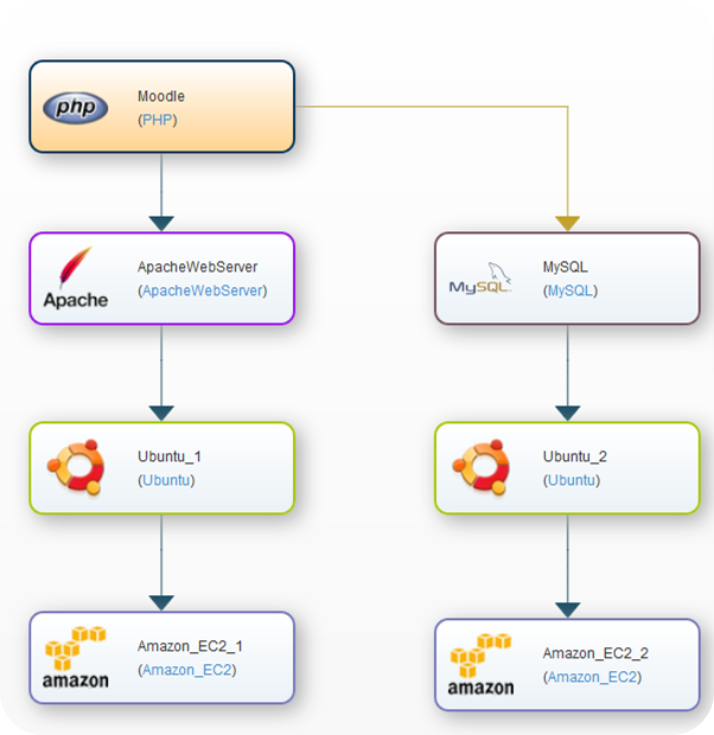 php
Moodle
(PHP)
Apache
ApacheWebServer
(ApacheWebServer)
MySQL
MySQL
(MySQL)
Ubuntu_1
(Ubuntu)
Ubuntu_2
(Ubuntu)
amazon
Amazon_EC2_1
(Amazon_EC2)
amazon
Amazon_EC2_2
(Amazon_EC2)